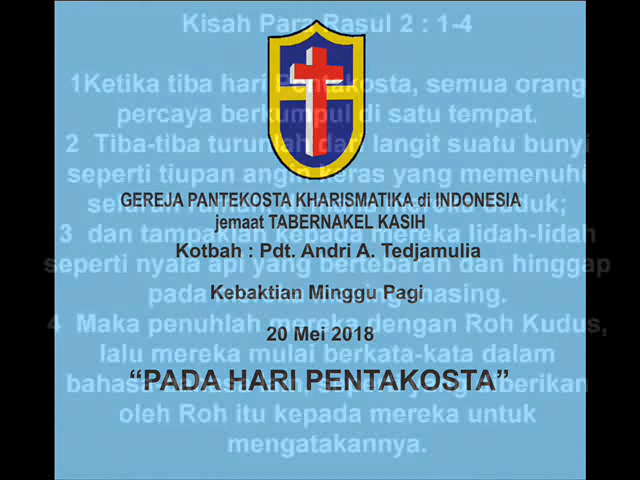 Kisah Para Rasul 2 : 1-4
1Ketika tiba hari Pentakosta, semua orang
percaya berkumpul di satu tempat.
2 Tiba-tiba turunlah dari langit suatu bunyi
seperti tiupan angin keras yang memenuhi
GEREJA PANTEKOSTA KHARISMATIKA di INDONESIA
duduk;
jemaat TABERNAKEL KASIH
3 dan tampaklah kepada mereka lidah-lidah
Kotbah : Pdt. Andri A. Tedjamulia
seperti nyala api yang bertebaran dan hinggap
pada masing.
Kebaktian Minggu Pagi
4 Maka penuhlah mereka dengan Roh Kudus,
20 Mei 2018
lalu mereka mulai berkata-kata dalam
“PADA HARI PENTAKOSTA”
diberikan
oleh Roh itu kepada mereka untuk
mengatakannya.